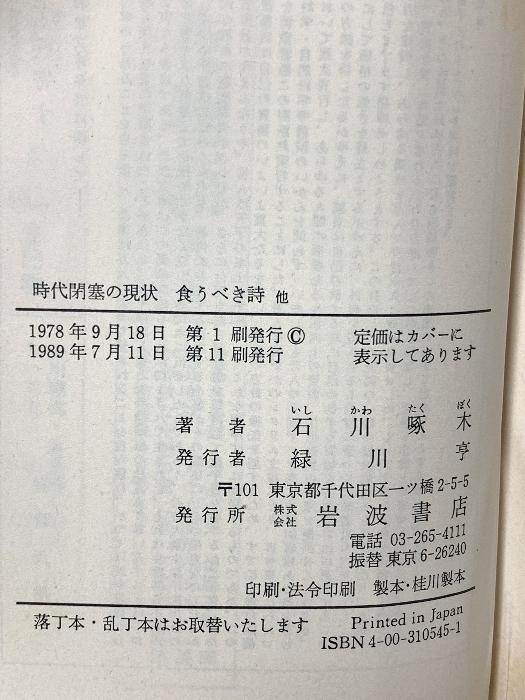 時代閉塞の現状 食うべき詩 他
1978年9月18日 第1刷発行 ©
1989年7月11日 第11刷発行
定価はカバーに
表示してあります
いし かわ たく ぼく
著者 石川啄木
発行者 緑川亨
〒101 東京都千代田区一ツ橋2-5-5
発行所 株式会社 岩波書店
電話 03-265-4111
振替 東京6-26240
印刷・法令印刷 製本・桂川製本
落丁本・乱丁本はお取替いたします
Printed in Japan
ISBN4-00-310545-1